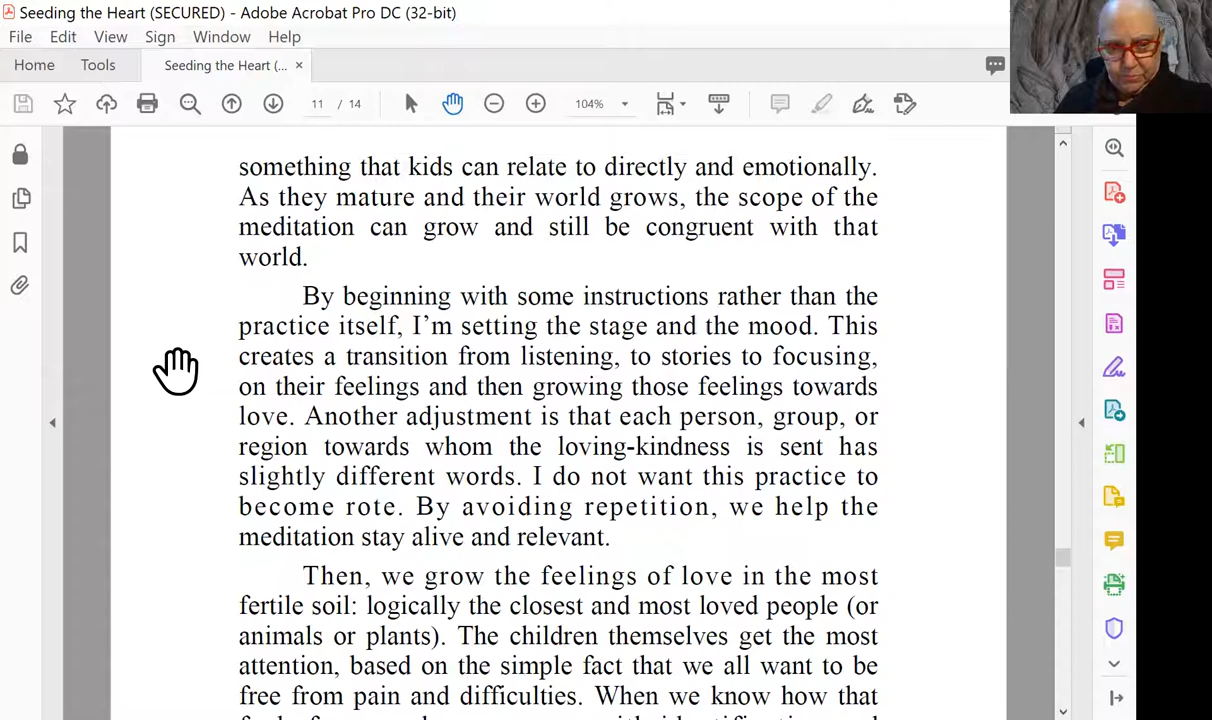 Seeding the Heart (SECURED) - Adobe Acrobat Pro DC (32-bit)
File Edit View Sign Window Help
Home Tools Seeding the Heart (... ×
11 / 14 104%
something that kids can relate to directly and emotionally.
As they mature and their world grows, the scope of the
meditation can grow and still be congruent with that
world.
By beginning with some instructions rather than the
practice itself, I’m setting the stage and the mood. This
creates a transition from listening, to stories to focusing,
on their feelings and then growing those feelings towards
love. Another adjustment is that each person, group, or
region towards whom the loving-kindness is sent has
slightly different words. I do not want this practice to
become rote. By avoiding repetition, we help the
meditation stay alive and relevant.
Then, we grow the feelings of love in the most
fertile soil: logically the closest and most loved people (or
animals or plants). The children themselves get the most
attention, based on the simple fact that we all want to be
free from pain and difficulties. When we know how that